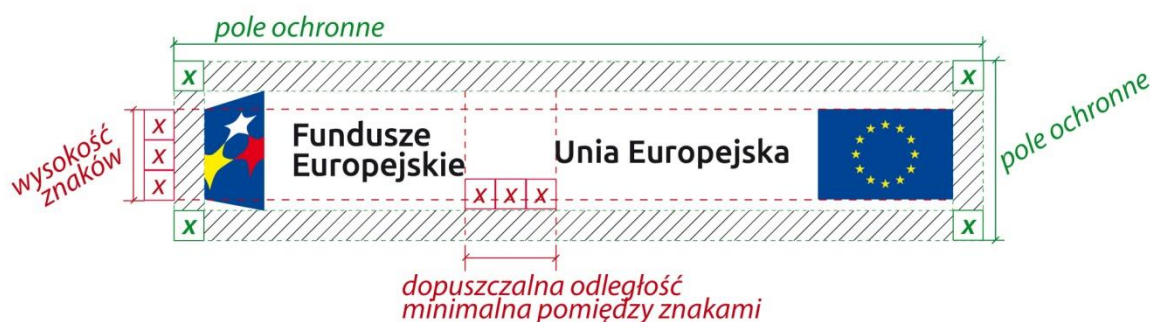 pole ochronne
x
x
x
x
x
wysokość
znaków
Fundusze
Europejskie
Unia Europejska
x x x
pole ochronne
x
x
dopuszczalna odległość
minimalna pomiędzy znakami